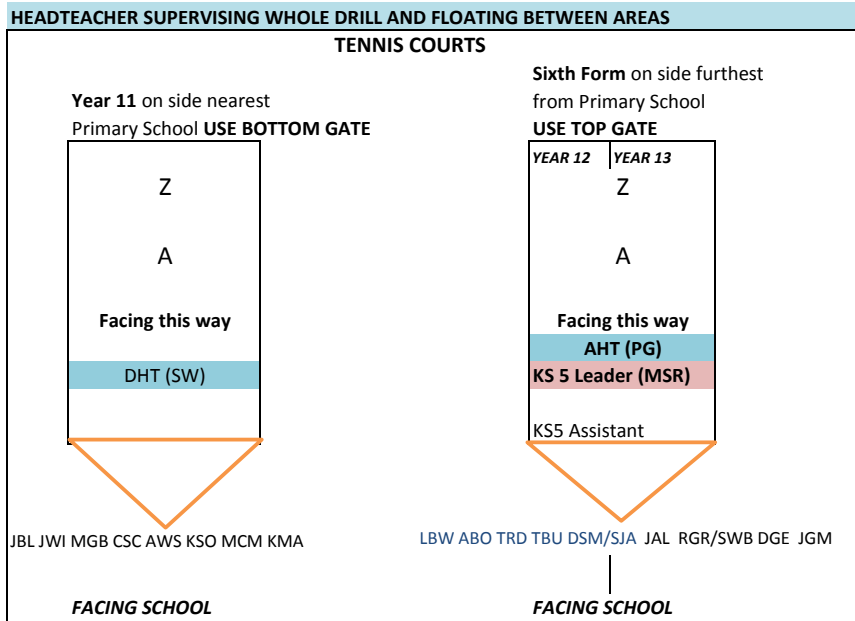 HEADTEACHER SUPERVISING WHOLE DRILL AND FLOATING BETWEEN AREAS
TENNIS COURTS
Year 11 on side nearest
Primary School USE BOTTOM GATE
Z
A
Facing this way
DHT (SW)
JBL JWI MGB CSC AWS KSO MCM KMA
FACING SCHOOL
Sixth Form on side furthest
from Primary School
USE TOP GATE
YEAR 12 YEAR 13
Z
A
Facing this way
AHT (PG)
KS 5 Leader (MSR)
KS5 Assistant
LBW ABO TRD TBU DSM/SJA JAL RGR/SWB DGE JGM
FACING SCHOOL